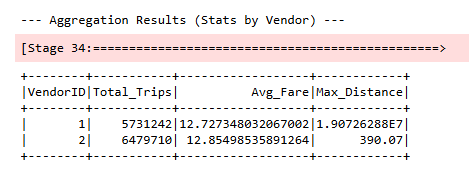 --- Aggregation Results (Stats by Vendor) ---
[Stage 34:==============================================>
+--------+-----------+------------------+------------+
|VendorID|Total_Trips|          Avg_Fare|Max_Distance|
+--------+-----------+------------------+------------+
|       1|    5731242|12.727348032067002|1.90726288E7|
|       2|    6479710| 12.85498535891264|      390.07|
+--------+-----------+------------------+------------+